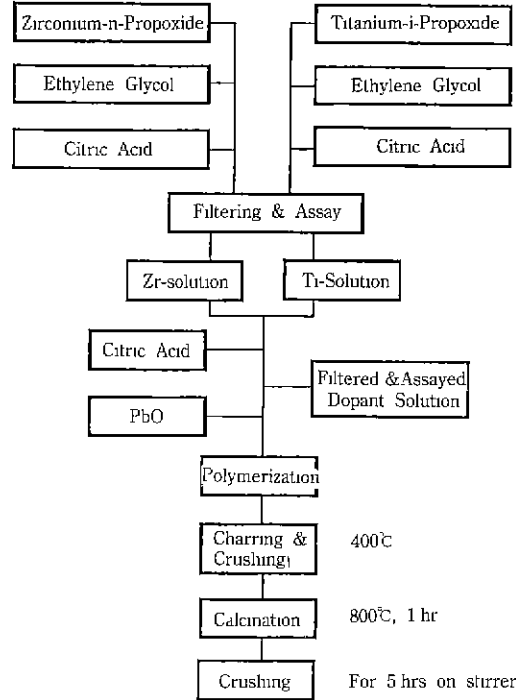 Zirconium-n-Propoxide
Titanium-i-Propoxide
Ethylene Glycol
Ethylene Glycol
Citric Acid
Citric Acid
Filtering & Assay
Zr-solution
Ti-Solution
Citric Acid
Filtered &Assayed
Dopant Solution
PbO
Polymerization
Charring &
Crushing
400℃
Calcination
800℃, 1 hr
Crushing
For 5 hrs on stirrer